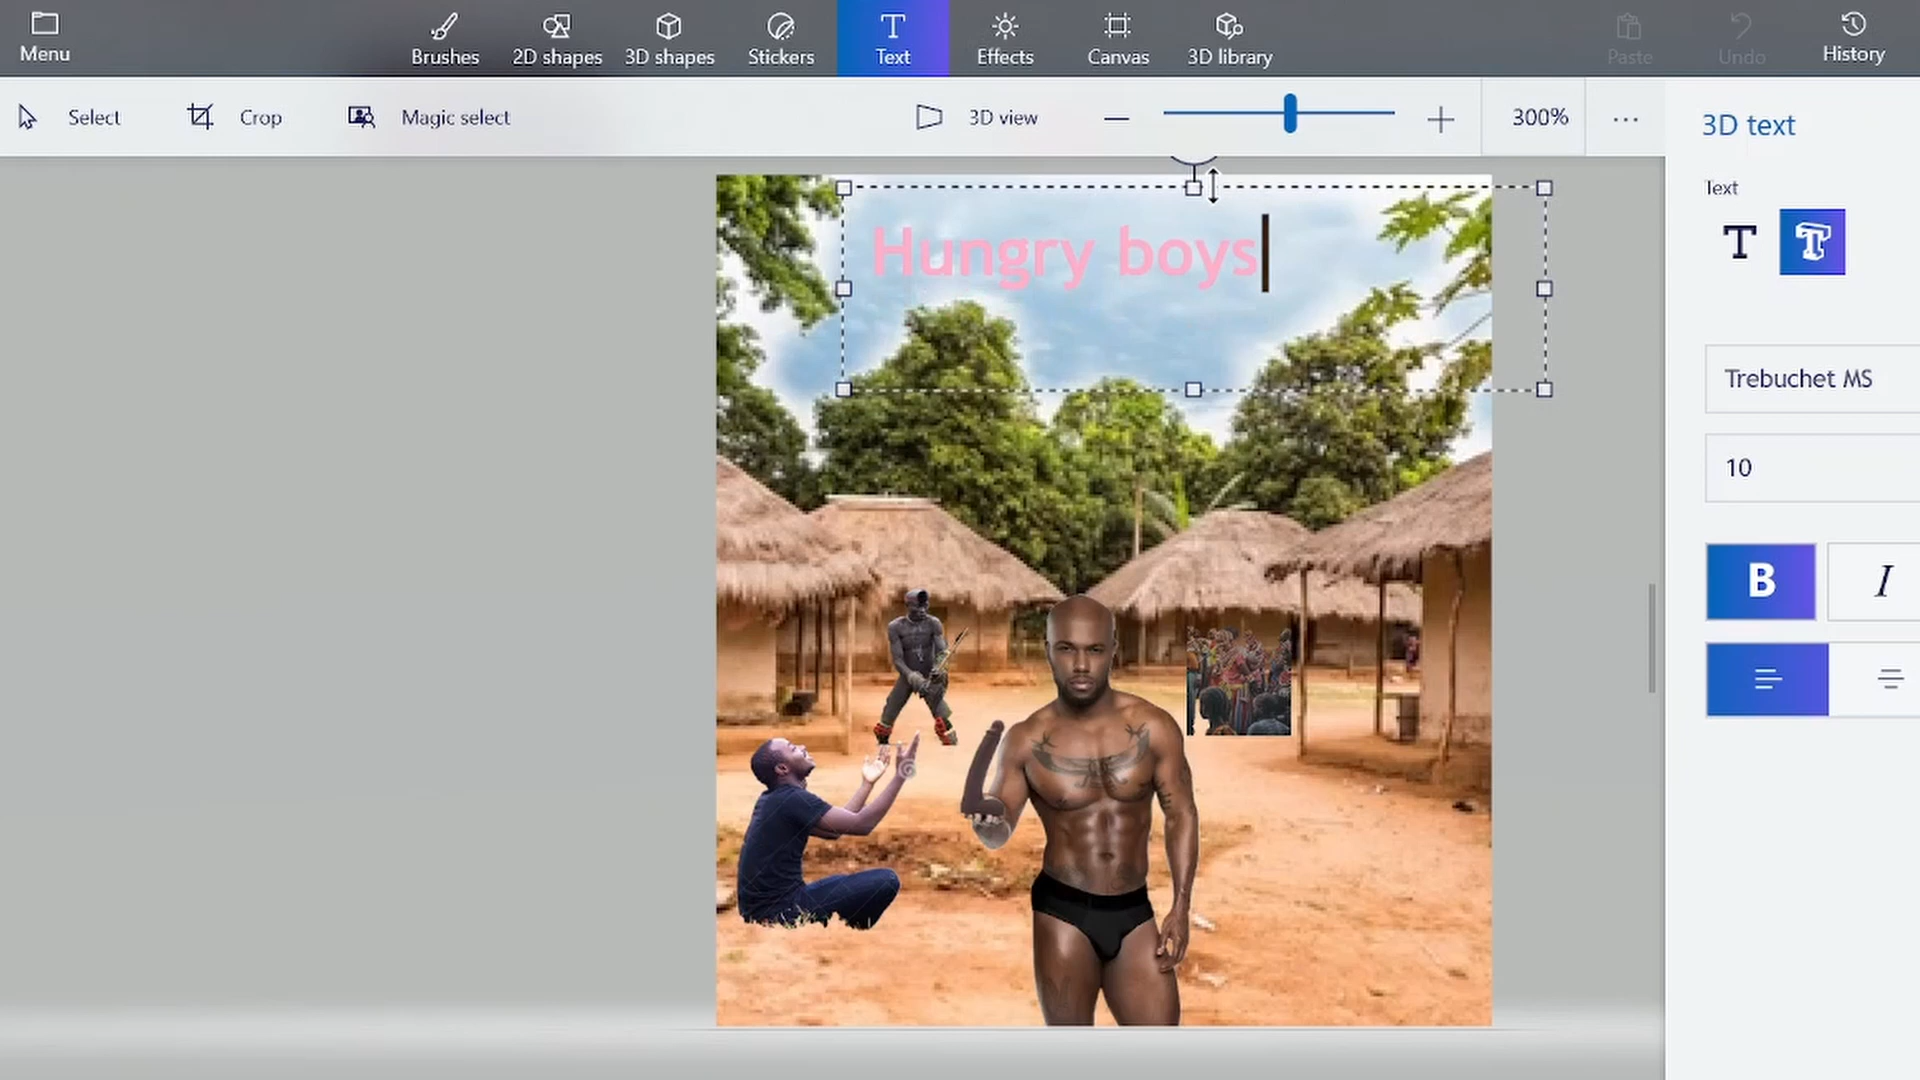 Menu
Brushes
2D shapes
3D shapes
Stickers
Text
Effects
Canvas
3D library
Paste
Undo
History
Select
Crop
Magic select
3D view
300%
3D text
Text
Hungry boys
Trebuchet MS
10
B
I